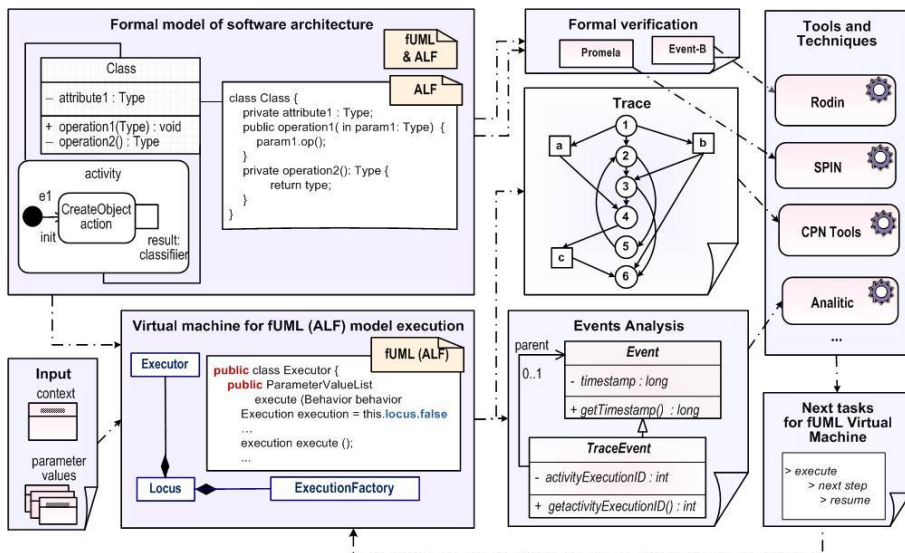 Formal model of software architecture
fUML
& ALF
Class
– attribute1 : Type
+ operation1(Type) : void
– operation2() : Type
ALF
class Class {
private attribute1 : Type;
public operation1( in param1: Type) {
param1.op();
}
private operation2(): Type {
return type;
}
}
activity
e1
init
CreateObject
action
result:
classifiier
Formal verification
Promela
Event-B
Trace
1
a
b
2
3
4
5
c
6
Tools and
Techniques
Rodin
SPIN
CPN Tools
Analitic
...
Input
context
parameter
values
Virtual machine for fUML (ALF) model execution
fUML (ALF)
Executor
public class Executor {
public ParameterValueList
execute (Behavior behavior
Execution execution = this.locus.false
...
execution execute ();
...
Locus
ExecutionFactory
Events Analysis
parent
0..1
Event
- timestamp : long
+ getTimestamp() : long
TraceEvent
- activityExecutionID : int
+ getactivityExecutionID() : int
Next tasks
for fUML Virtual
Machine
> execute
> next step
> resume